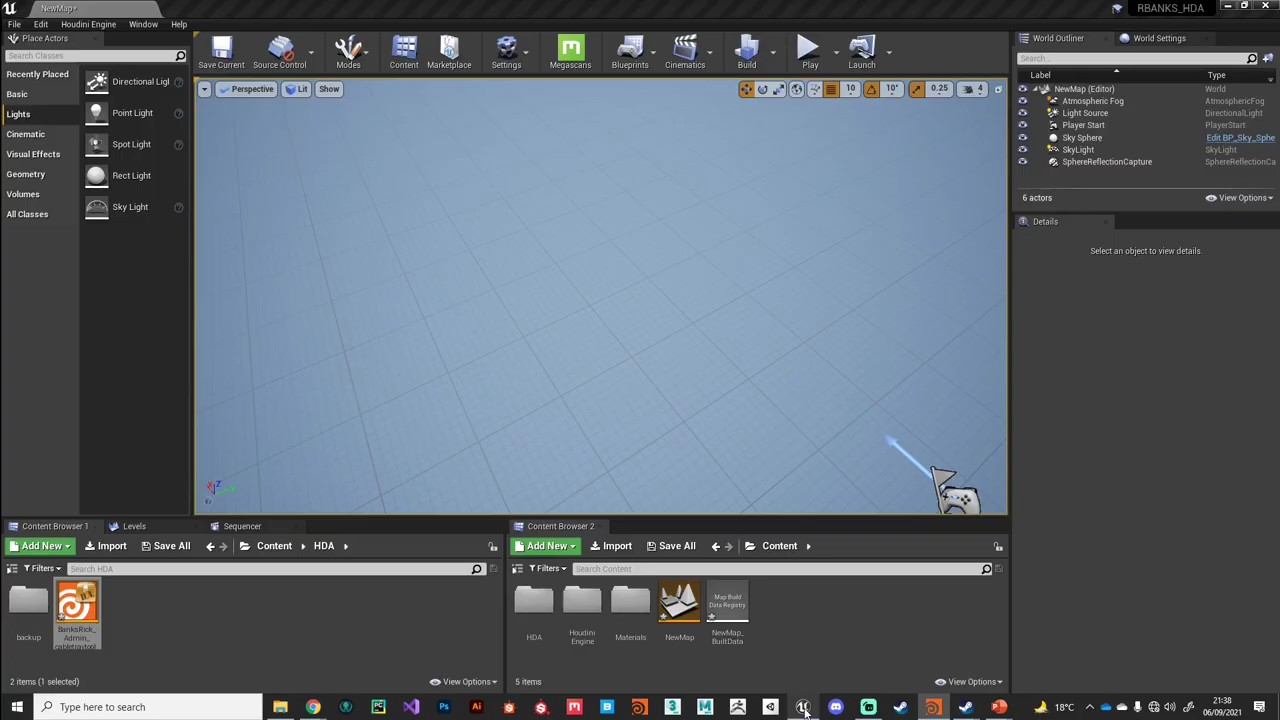 NewMap*
RBANKS_HDA
File Edit Houdini Engine Window Help
Place Actors
Search Classes
Recently Placed
Basic
Lights
Cinematic
Visual Effects
Geometry
Volumes
All Classes
Directional Ligl
Point Light
Spot Light
Rect Light
Sky Light
Save Current Source Control Modes Content Marketplace Settings Megascans Blueprints Cinematics Build Play Launch
Perspective Lit Show
10 10° 0.25 4
World Outliner World Settings
Search...
Label Type
NewMap (Editor) World
Atmospheric Fog AtmosphericFog
Light Source DirectionalLight
Player Start PlayerStart
Sky Sphere Edit BP_Sky_Sphe
SkyLight SkyLight
SphereReflectionCapture SphereReflectionCa
6 actors View Options
Details
Select an object to view details.
X Z Y
Content Browser 1 Levels Sequencer
Add New Import Save All Content HDA
Filters Search HDA
backup
BanksRick_
Admin_
2 items (1 selected) View Options
Content Browser 2
Add New Import Save All Content
Filters Search Content
HDA
Houdini
Engine
Materials
NewMap
Map Build
Data Registry
NewMap_
BuiltData
5 items View Options
Type here to search
18°C
21:38
06/09/2021